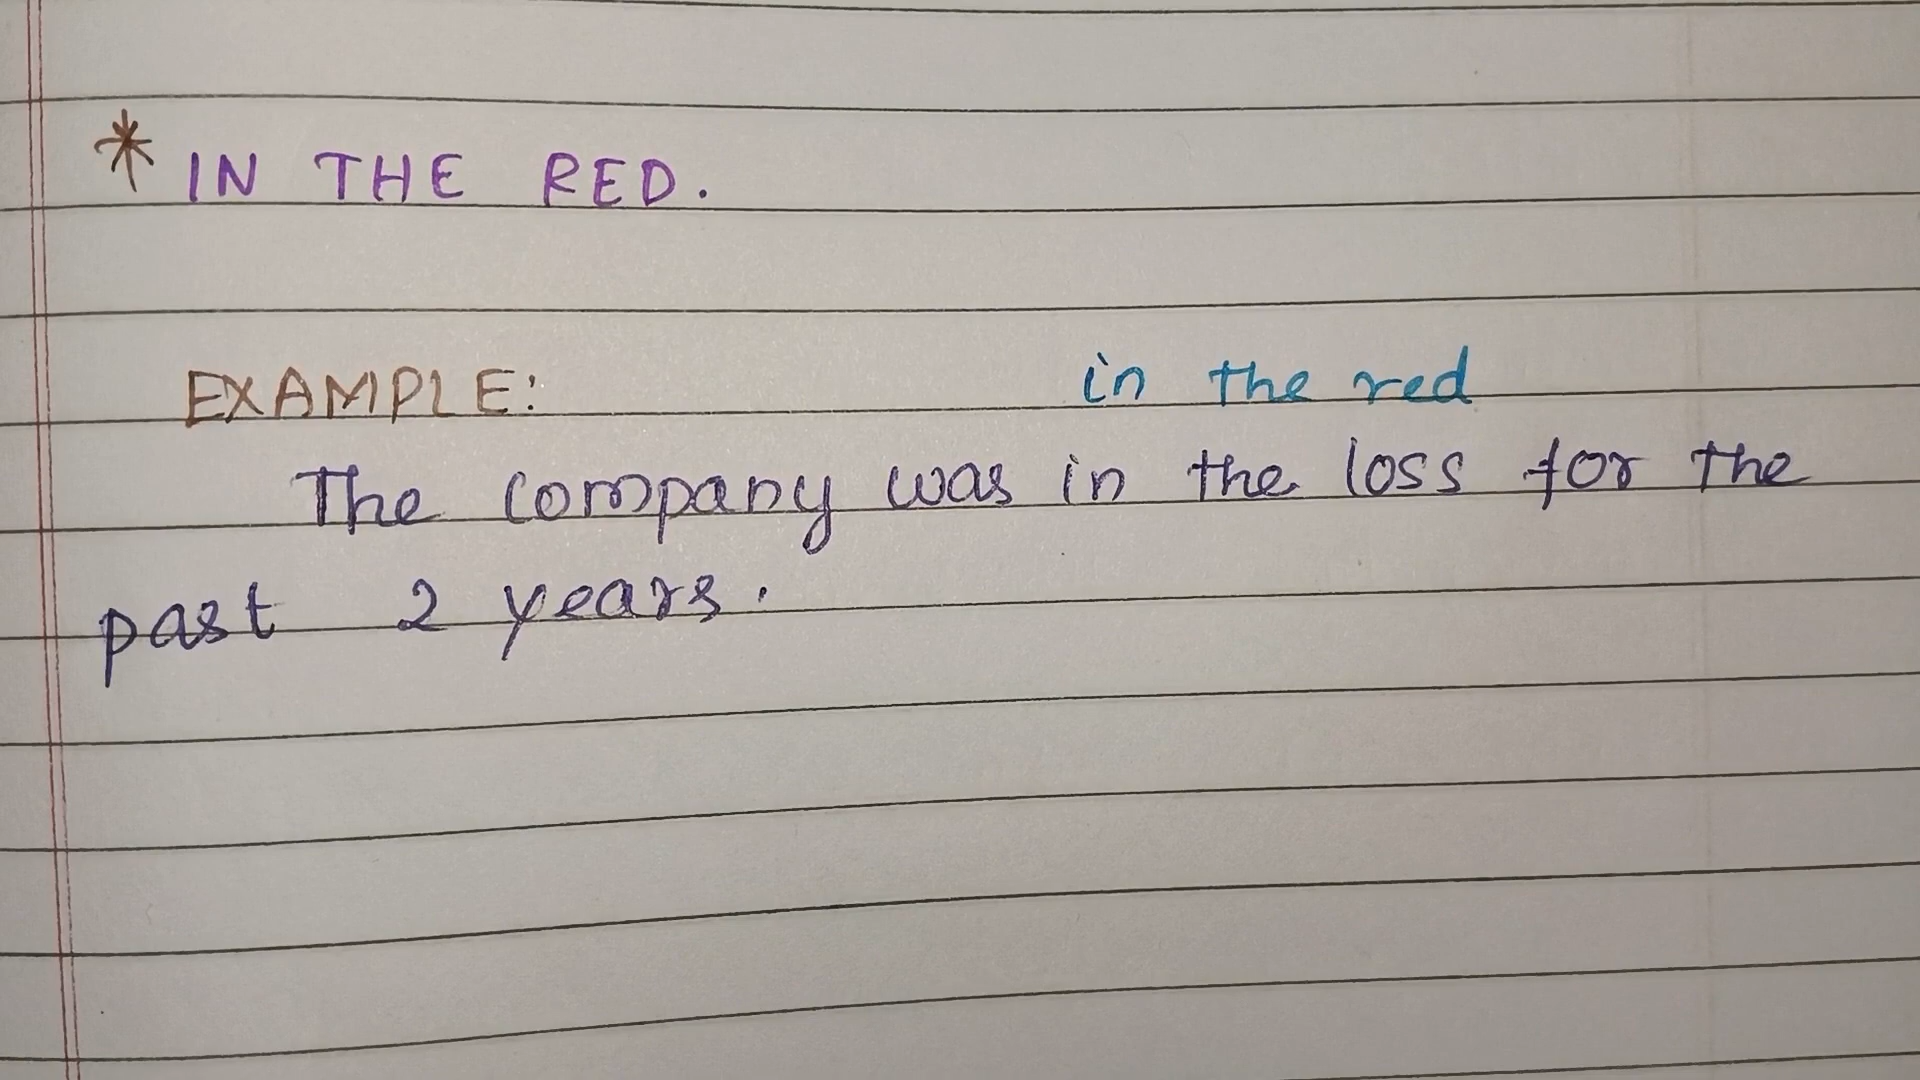 * IN THE RED.
EXAMPLE:
in the red
The company was in the loss for the
past 2 years.